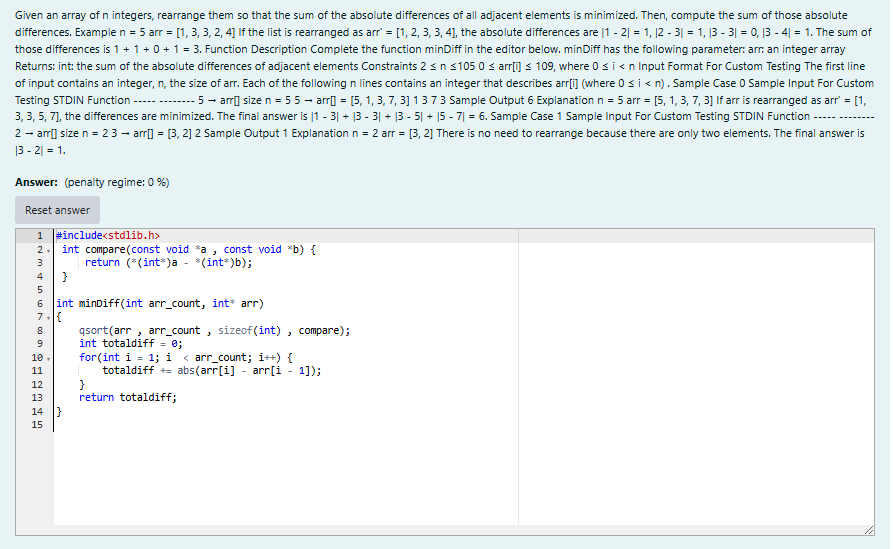 Given an array of n integers, rearrange them so that the sum of the absolute differences of all adjacent elements is minimized. Then, compute the sum of those absolute
differences. Example n = 5 arr = [1, 3, 3, 2, 4] If the list is rearranged as arr' = [1, 2, 3, 3, 4], the absolute differences are |1 - 2| = 1, |2 - 3| = 1, |3 - 3| = 0, |3 - 4| = 1. The sum of
those differences is 1 + 1 + 0 + 1 = 3. Function Description Complete the function minDiff in the editor below. minDiff has the following parameter: arr: an integer array
Returns: int: the sum of the absolute differences of adjacent elements Constraints 2 ≤ n ≤105 0 ≤ arr[i] ≤ 109, where 0 ≤ i < n Input Format For Custom Testing The first line
of input contains an integer, n, the size of arr. Each of the following n lines contains an integer that describes arr[i] (where 0 ≤ i < n) . Sample Case 0 Sample Input For Custom
Testing STDIN Function ----- -------- 5 → arr[] size n = 5 5 → arr[] = [5, 1, 3, 7, 3] 1 3 7 3 Sample Output 6 Explanation n = 5 arr = [5, 1, 3, 7, 3] If arr is rearranged as arr' = [1,
3, 3, 5, 7], the differences are minimized. The final answer is |1 - 3| + |3 - 3| + |3 - 5| + |5 - 7| = 6. Sample Case 1 Sample Input For Custom Testing STDIN Function ----- --------
2 → arr[] size n = 2 3 → arr[] = [3, 2] 2 Sample Output 1 Explanation n = 2 arr = [3, 2] There is no need to rearrange because there are only two elements. The final answer is
|3 - 2| = 1.
Answer: (penalty regime: 0 %)
Reset answer
1 #include<stdlib.h>
2 int compare(const void *a , const void *b) {
3 return (*(int*)a - *(int*)b);
4 }
5
6 int minDiff(int arr_count, int* arr)
7 {
8 qsort(arr , arr_count , sizeof(int) , compare);
9 int totaldiff = 0;
10 for(int i = 1; i < arr_count; i++) {
11 totaldiff += abs(arr[i] - arr[i - 1]);
12 }
13 return totaldiff;
14 }
15